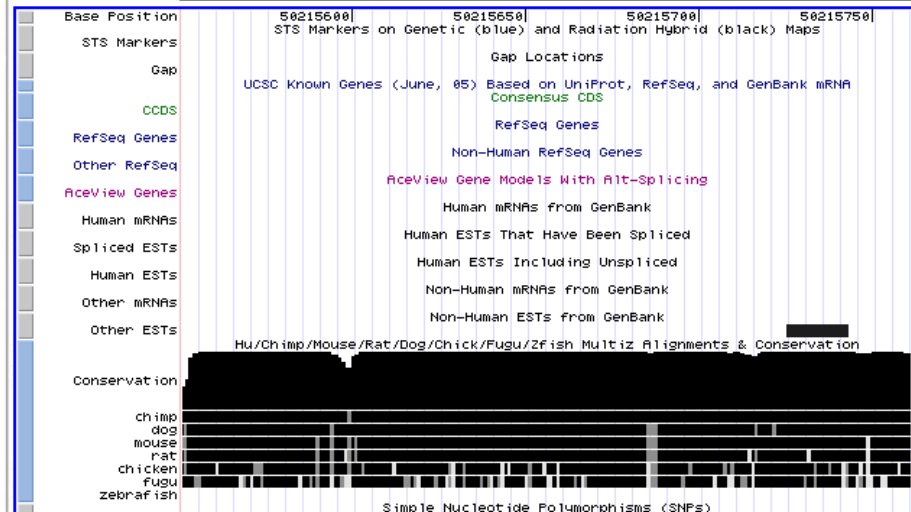 Base Position 50215600| 50215650| 50215700| 50215750|
STS Markers on Genetic (blue) and Radiation Hybrid (black) Maps
STS Markers
Gap Locations
Gap
UCSC Known Genes (June, 05) Based on UniProt, RefSeq, and GenBank mRNA
Consensus CDS
CCDS
RefSeq Genes
RefSeq Genes
Non-Human RefSeq Genes
Other RefSeq
AceView Gene Models With Alt-Splicing
AceView Genes
Human mRNAs from GenBank
Human mRNAs
Human ESTs That Have Been Spliced
Spliced ESTs
Human ESTs Including Unspliced
Human ESTs
Non-Human mRNAs from GenBank
Other mRNAs
Non-Human ESTs from GenBank
Other ESTs
Hu/Chimp/Mouse/Rat/Dog/Chick/Fugu/Zfish Multiz Alignments & Conservation
Conservation
chimp
dog
mouse
rat
chicken
fugu
zebrafish
Simple Nucleotide Polymorphisms (SNPs)